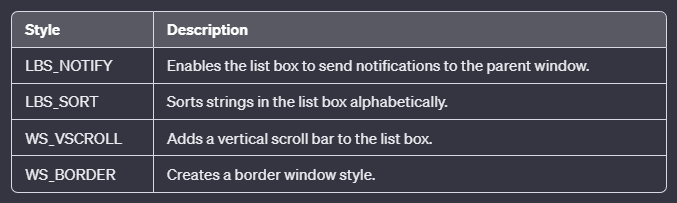 Style Description
LBS_NOTIFY Enables the list box to send notifications to the parent window.
LBS_SORT Sorts strings in the list box alphabetically.
WS_VSCROLL Adds a vertical scroll bar to the list box.
WS_BORDER Creates a border window style.